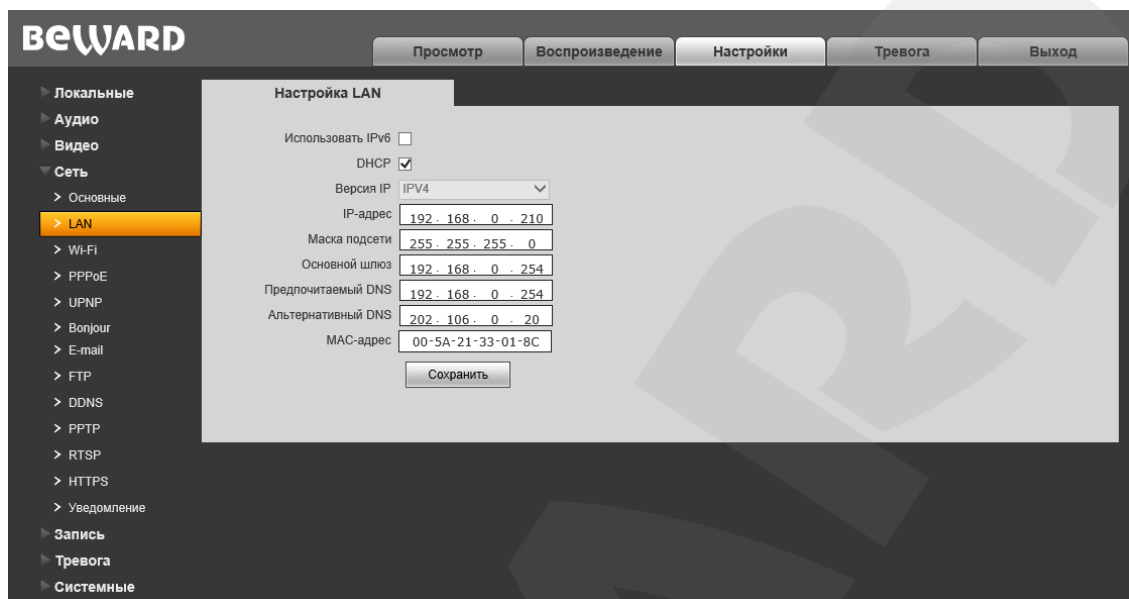 BEWARD
Просмотр
Воспроизведение
Настройки
Тревога
Выход
Локальные
Аудио
Видео
Сеть
> Основные
> LAN
> Wi-Fi
> PPPoE
> UPNP
> Bonjour
> E-mail
> FTP
> DDNS
> PPTP
> RTSP
> HTTPS
> Уведомление
Запись
Тревога
Системные
Настройка LAN
Использовать IPv6
DHCP
Версия IP IPV4
IP-адрес 192 . 168 . 0 . 210
Маска подсети 255 . 255 . 255 . 0
Основной шлюз 192 . 168 . 0 . 254
Предпочитаемый DNS 192 . 168 . 0 . 254
Альтернативный DNS 202 . 106 . 0 . 20
MAC-адрес 00-5A-21-33-01-8C
Сохранить